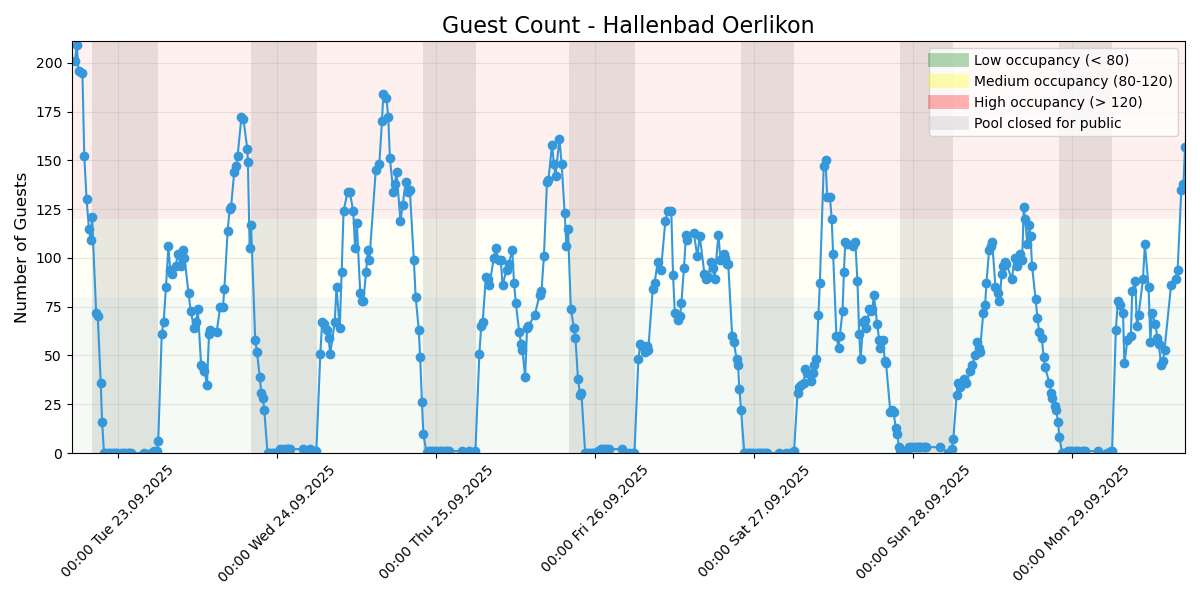 Guest Count - Hallenbad Oerlikon
Number of Guests
200
175
150
125
100
75
50
25
0
Low occupancy (< 80)
Medium occupancy (80-120)
High occupancy (> 120)
Pool closed for public
00:00 Tue 23.09.2025
00:00 Wed 24.09.2025
00:00 Thu 25.09.2025
00:00 Fri 26.09.2025
00:00 Sat 27.09.2025
00:00 Sun 28.09.2025
00:00 Mon 29.09.2025